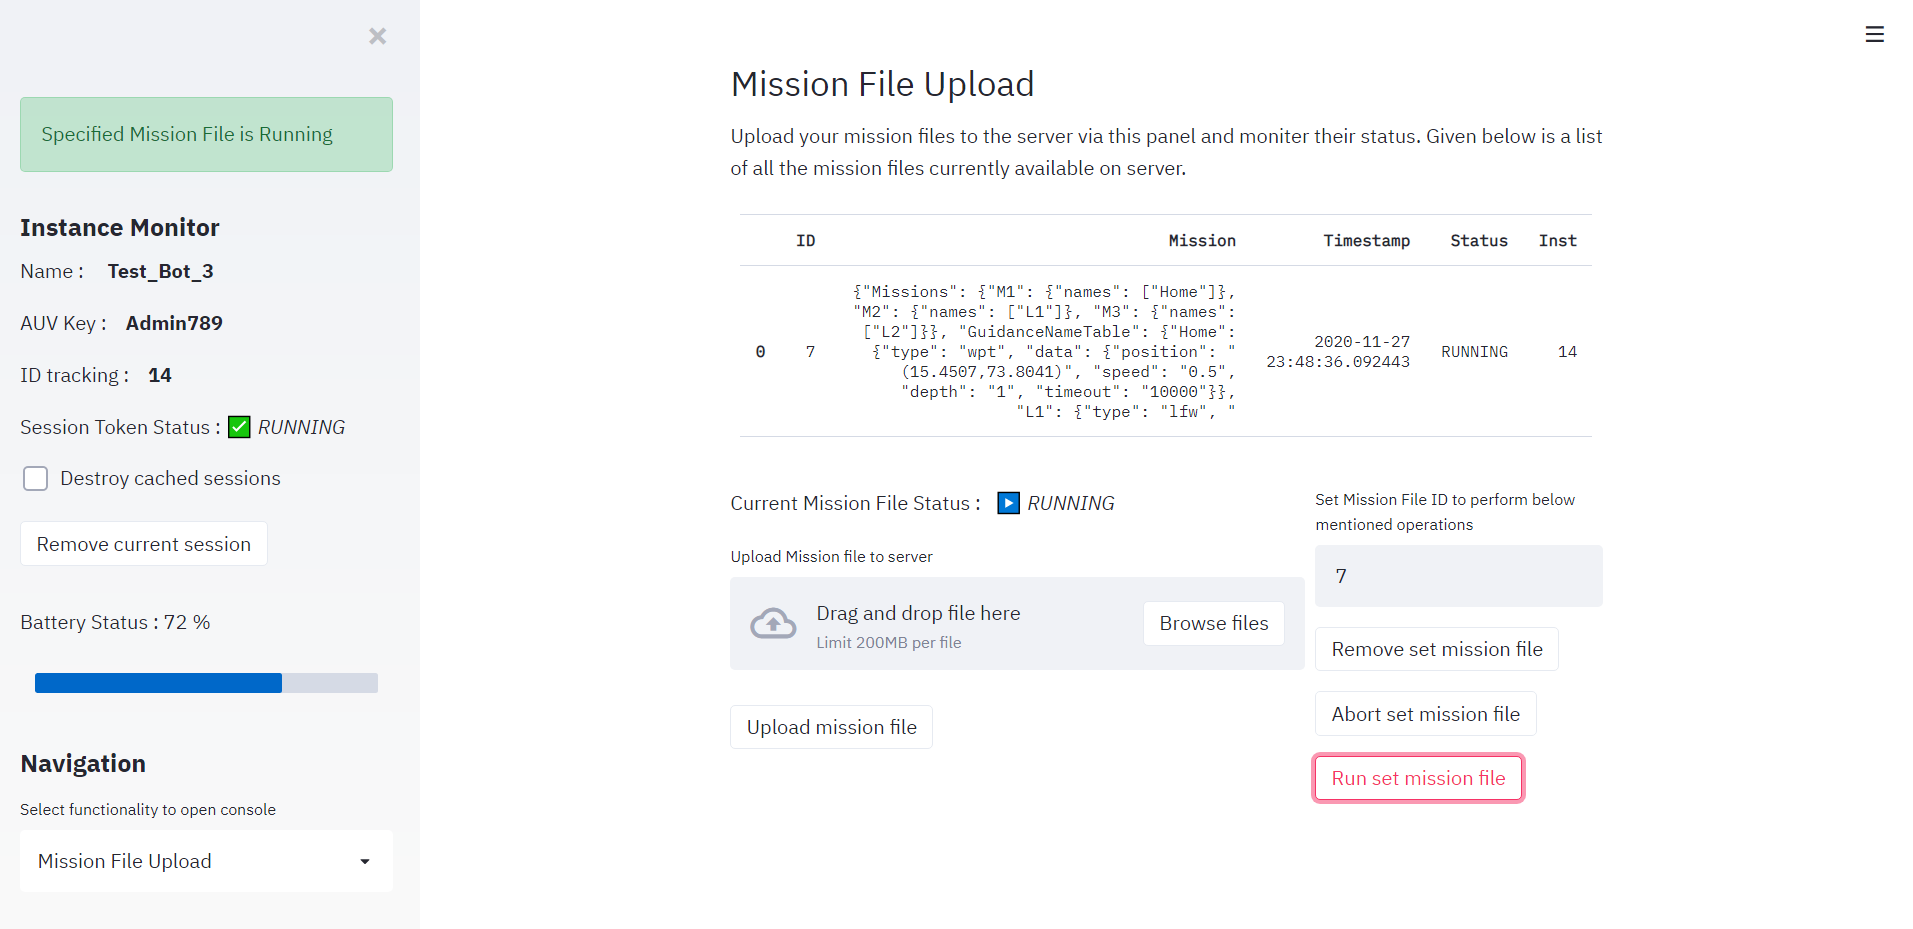 Specified Mission File is Running
Instance Monitor
Name : Test_Bot_3
AUV Key : Admin789
ID tracking : 14
Session Token Status : ✅ RUNNING
Destroy cached sessions
Remove current session
Battery Status : 72 %
Navigation
Select functionality to open console
Mission File Upload
Mission File Upload
Upload your mission files to the server via this panel and moniter their status. Given below is a list
of all the mission files currently available on server.
ID Mission Timestamp Status Inst
{"Missions": {"M1": {"names": ["Home"]},
"M2": {"names": ["L1"]}, "M3": {"names":
["L2"]}}, "GuidanceNameTable": {"Home":
0 7 {"type": "wpt", "data": {"position": " 2020-11-27 23:48:36.092443 RUNNING 14
(15.4507,73.8041)", "speed": "0.5",
"depth": "1", "timeout": "10000"}},
"L1": {"type": "lfw", "
Current Mission File Status : ▶️ RUNNING
Upload Mission file to server
Drag and drop file here
Limit 200MB per file
Browse files
Upload mission file
Set Mission File ID to perform below
mentioned operations
7
Remove set mission file
Abort set mission file
Run set mission file